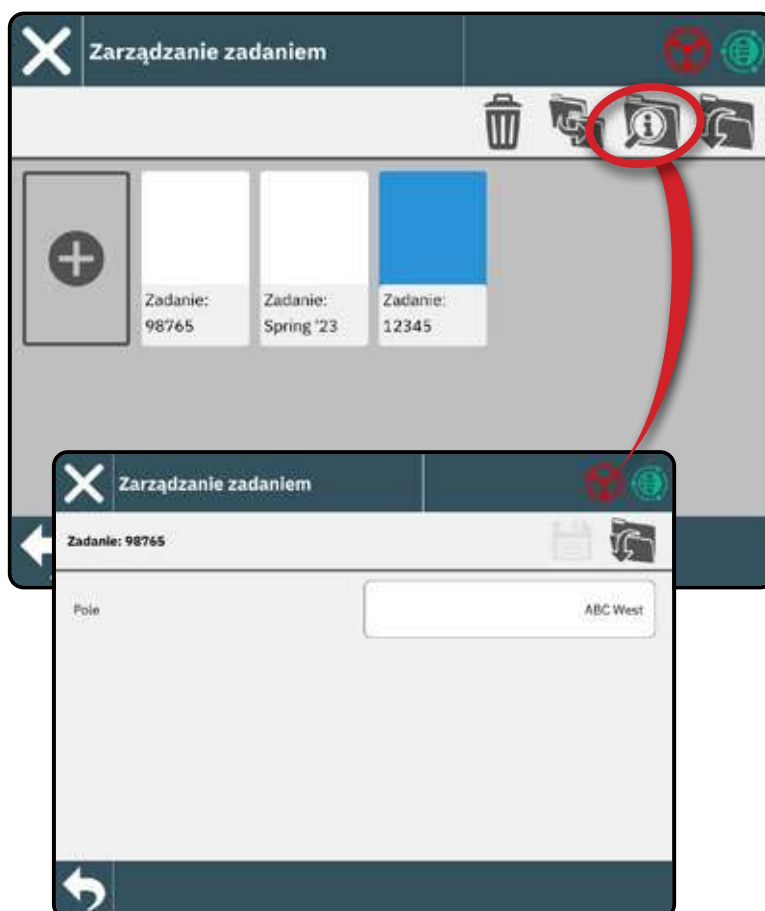 Zarządzanie zadaniem
Zadanie:
98765
Zadanie:
Spring '23
Zadanie:
12345
Zarządzanie zadaniem
Zadanie: 98765
Pole
ABC West